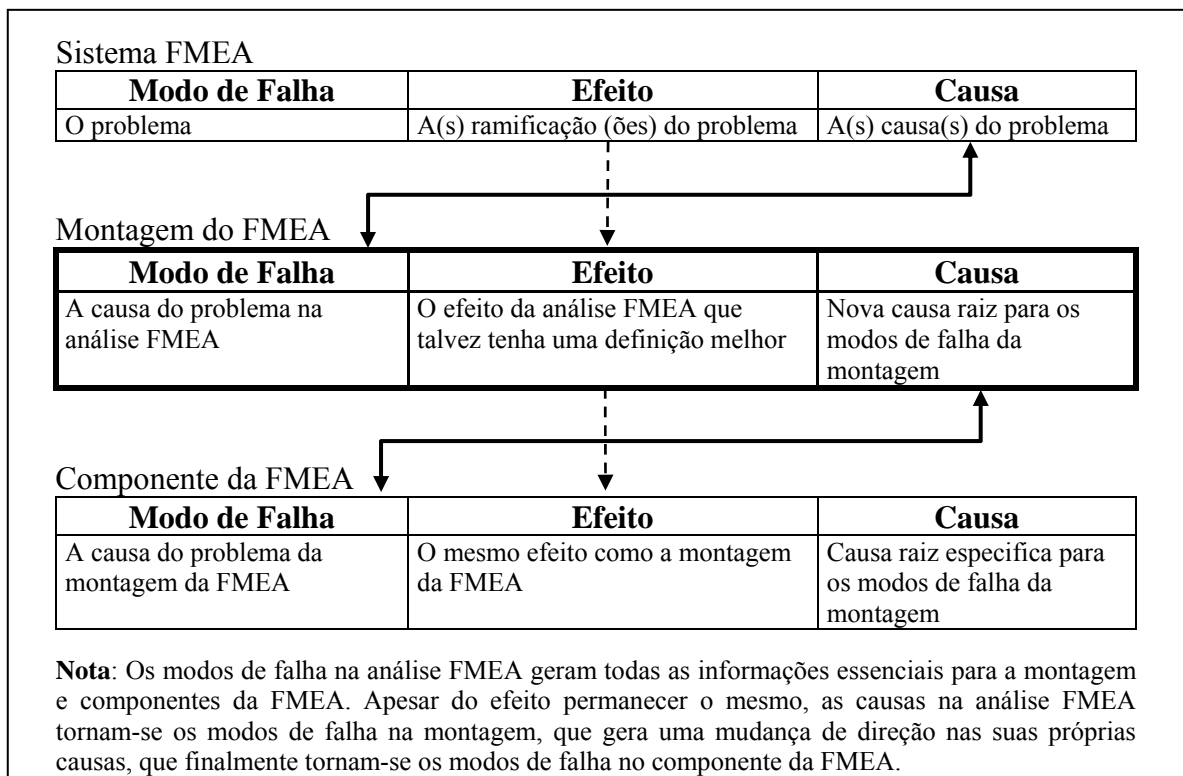 Sistema FMEA
Modo de Falha Efeito Causa
O problema A(s) ramificação (ões) do problema A(s) causa(s) do problema
Montagem do FMEA
Modo de Falha Efeito Causa
A causa do problema na O efeito da análise FMEA que Nova causa raiz para os
análise FMEA talvez tenha uma definição melhor modos de falha da
montagem
Componente da FMEA
Modo de Falha Efeito Causa
A causa do problema da O mesmo efeito como a montagem Causa raiz especifica para
montagem da FMEA da FMEA os modos de falha da
montagem
Nota: Os modos de falha na análise FMEA geram todas as informações essenciais para a montagem
e componentes da FMEA. Apesar do efeito permanecer o mesmo, as causas na análise FMEA
tornam-se os modos de falha na montagem, que gera uma mudança de direção nas suas próprias
causas, que finalmente tornam-se os modos de falha no componente da FMEA.